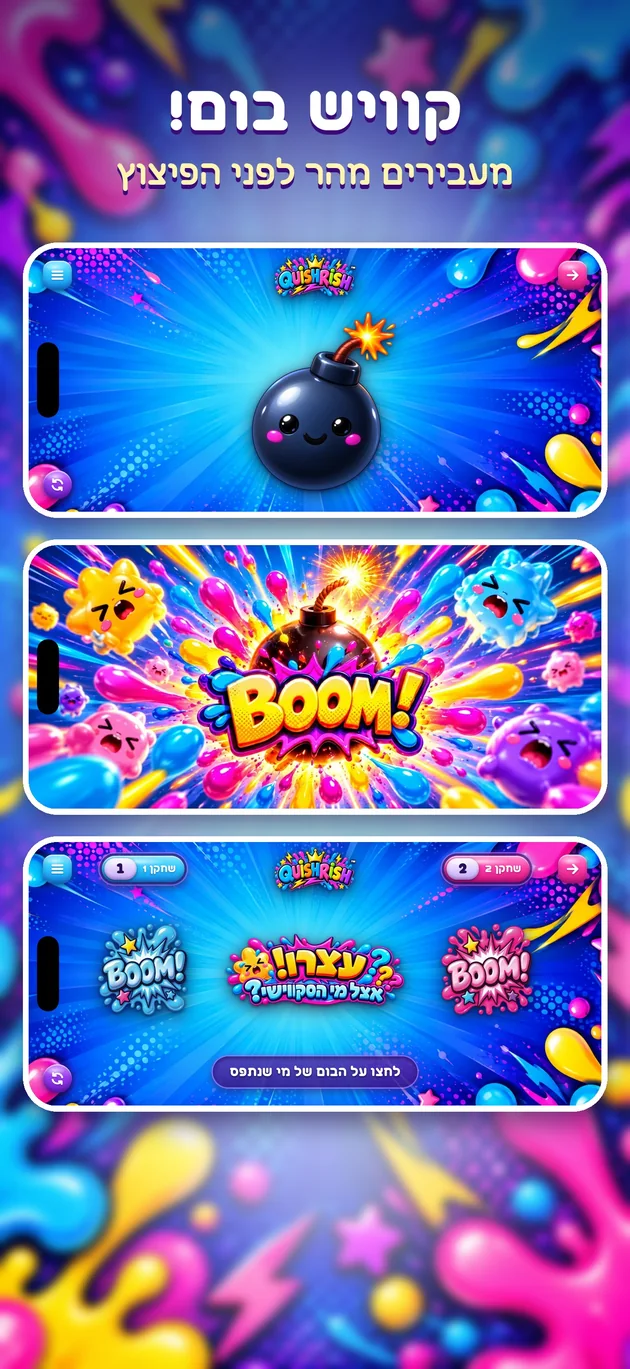 קוויש בום!
מעבירים מהר לפני הפיצוץ
QUiSHRiSH
BOOM!
שחקן 1 1
QUiSHRiSH
שחקן 2 2
BOOM!
עצרו!
אצל מי הסקווישי?
BOOM!
לחצו על הבום של מי שנתפס